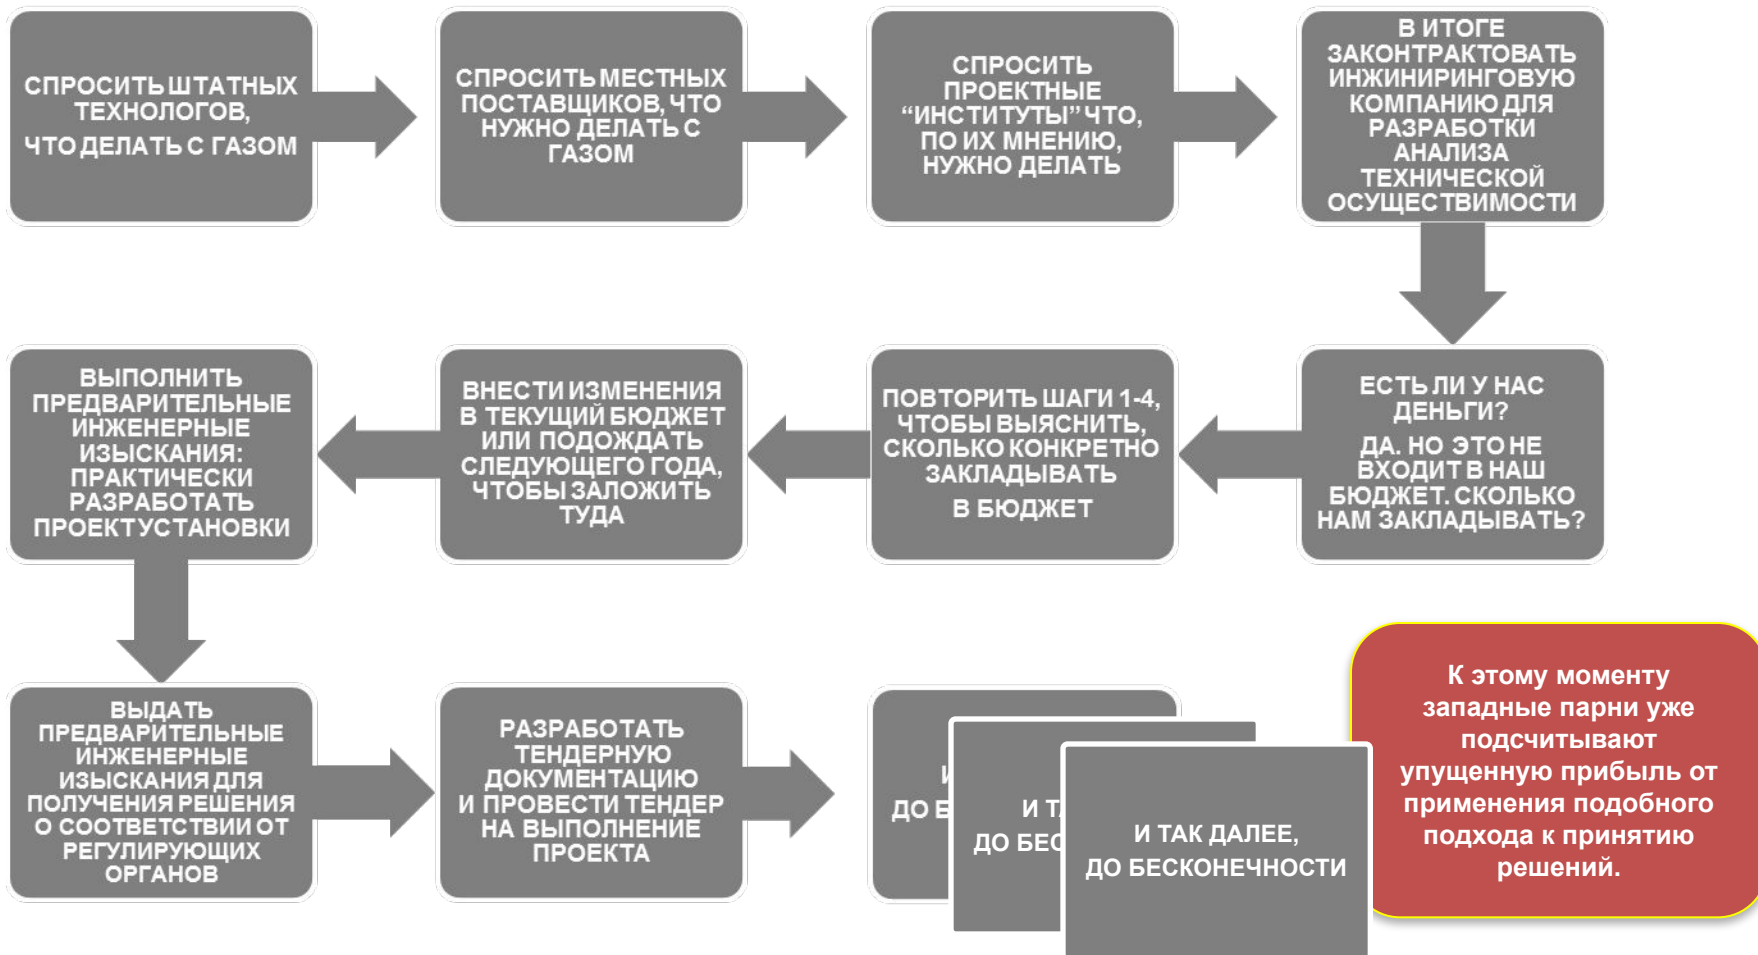 СПРОСИТЬ ШТАТНЫХ
ТЕХНОЛОГОВ,
ЧТО ДЕЛАТЬ С ГАЗОМ
СПРОСИТЬ МЕСТНЫХ
ПОСТАВЩИКОВ, ЧТО
НУЖНО ДЕЛАТЬ С
ГАЗОМ
СПРОСИТЬ
ПРОЕКТНЫЕ
“ИНСТИТУТЫ” ЧТО,
ПО ИХ МНЕНИЮ,
НУЖНО ДЕЛАТЬ
В ИТОГЕ
ЗАКОНТРАКТОВАТЬ
ИНЖИНИРИНГОВУЮ
КОМПАНИЮ ДЛЯ
РАЗРАБОТКИ
АНАЛИЗА
ТЕХНИЧЕСКОЙ
ОСУЩЕСТВИМОСТИ
ЕСТЬ ЛИ У НАС
ДЕНЬГИ?
ДА. НО ЭТО НЕ
ВХОДИТ В НАШ
БЮДЖЕТ. СКОЛЬКО
НАМ ЗАКЛАДЫВАТЬ?
ПОВТОРИТЬ ШАГИ 1-4,
ЧТОБЫ ВЫЯСНИТЬ,
СКОЛЬКО КОНКРЕТНО
ЗАКЛАДЫВАТЬ
В БЮДЖЕТ
ВНЕСТИ ИЗМЕНЕНИЯ
В ТЕКУЩИЙ БЮДЖЕТ
ИЛИ ПОДОЖДАТЬ
СЛЕДУЮЩЕГО ГОДА,
ЧТОБЫ ЗАЛОЖИТЬ
ТУДА
ВЫПОЛНИТЬ
ПРЕДВАРИТЕЛЬНЫЕ
ИНЖЕНЕРНЫЕ
ИЗЫСКАНИЯ:
ПРАКТИЧЕСКИ
РАЗРАБОТАТЬ
ПРОЕКТ УСТАНОВКИ
ВЫДАТЬ
ПРЕДВАРИТЕЛЬНЫЕ
ИНЖЕНЕРНЫЕ
ИЗЫСКАНИЯ ДЛЯ
ПОЛУЧЕНИЯ РЕШЕНИЯ
О СООТВЕТСТВИИ ОТ
РЕГУЛИРУЮЩИХ
ОРГАНОВ
РАЗРАБОТАТЬ
ТЕНДЕРНУЮ
ДОКУМЕНТАЦИЮ
И ПРОВЕСТИ ТЕНДЕР
НА ВЫПОЛНЕНИЕ
ПРОЕКТА
И
ДО Б
И ТА
ДО БЕС
И ТАК ДАЛЕЕ,
ДО БЕСКОНЕЧНОСТИ
К этому моменту
западные парни уже
подсчитывают
упущенную прибыль от
применения подобного
подхода к принятию
решений.